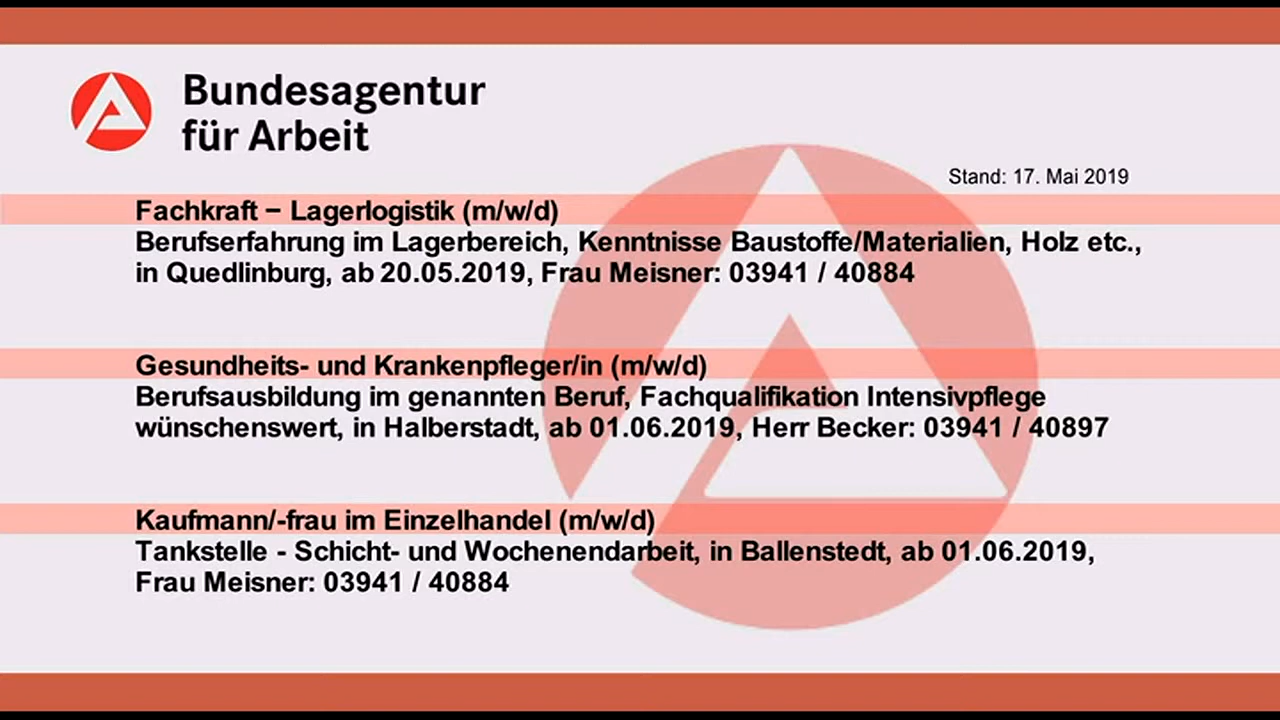 Bundesagentur
für Arbeit
Stand: 17. Mai 2019
Fachkraft – Lagerlogistik (m/w/d)
Berufserfahrung im Lagerbereich, Kenntnisse Baustoffe/Materialien, Holz etc.,
in Quedlinburg, ab 20.05.2019, Frau Meisner: 03941 / 40884
Gesundheits- und Krankenpfleger/in (m/w/d)
Berufsausbildung im genannten Beruf, Fachqualifikation Intensivpflege
wünschenswert, in Halberstadt, ab 01.06.2019, Herr Becker: 03941 / 40897
Kaufmann/-frau im Einzelhandel (m/w/d)
Tankstelle - Schicht- und Wochenendarbeit, in Ballenstedt, ab 01.06.2019,
Frau Meisner: 03941 / 40884